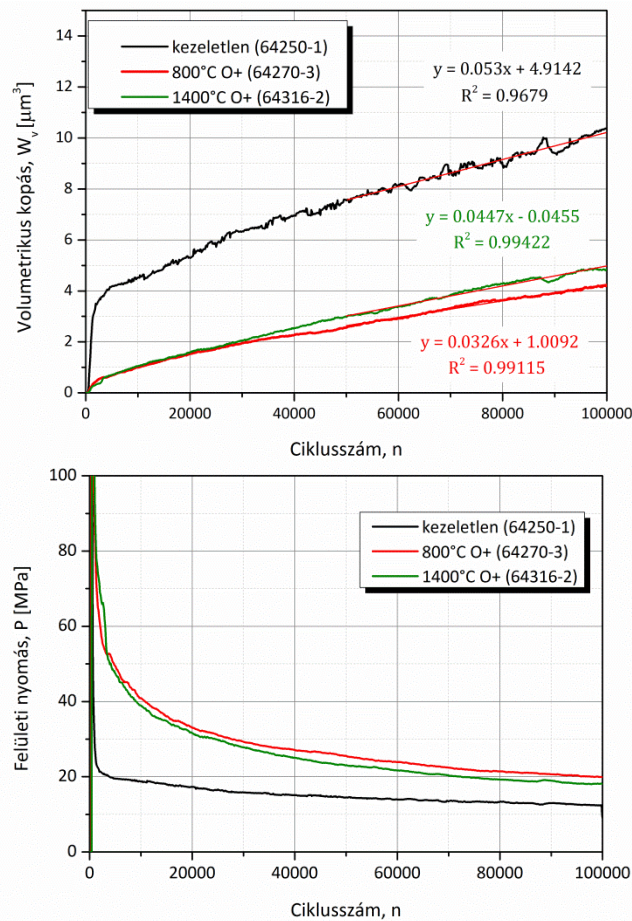 14
12
10
8
6
4
2
0
Volumetrikus kopás, Wᵥ [µm³]
kezeletlen (64250-1)
800°C O+ (64270-3)
1400°C O+ (64316-2)
y = 0.053x + 4.9142
R² = 0.9679
y = 0.0447x - 0.0455
R² = 0.99422
y = 0.0326x + 1.0092
R² = 0.99115
0 20000 40000 60000 80000 100000
Ciklusszám, n
100
80
60
40
20
0
Felületi nyomás, P [MPa]
kezeletlen (64250-1)
800°C O+ (64270-3)
1400°C O+ (64316-2)
0 20000 40000 60000 80000 100000
Ciklusszám, n